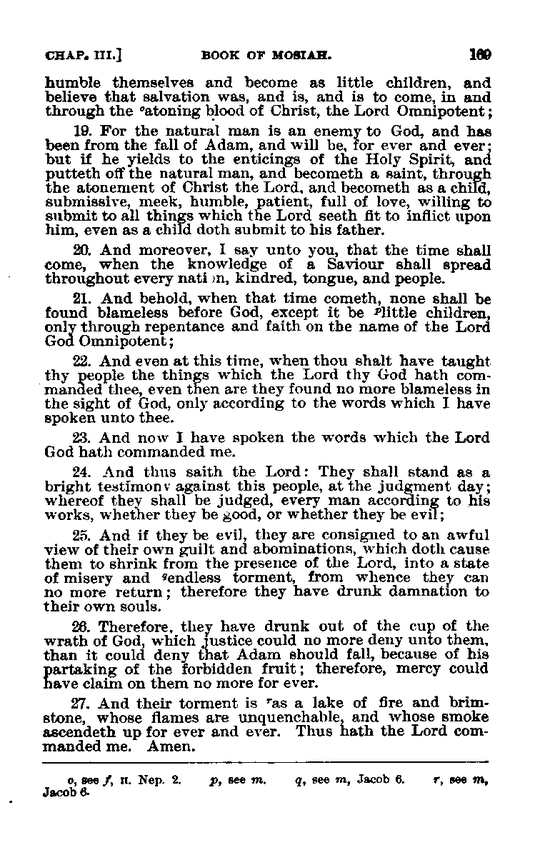 CHAP. III.] BOOK OF MOSIAH. 169
humble themselves and become as little children, and
believe that salvation was, and is, and is to come, in and
through the °atoning blood of Christ, the Lord Omnipotent;
19. For the natural man is an enemy to God, and has
been from the fall of Adam, and will be, for ever and ever;
but if he yields to the enticings of the Holy Spirit, and
putteth off the natural man, and becometh a saint, through
the atonement of Christ the Lord, and becometh as a child,
submissive, meek, humble, patient, full of love, willing to
submit to all things which the Lord seeth fit to inflict upon
him, even as a child doth submit to his father.
20. And moreover, I say unto you, that the time shall
come, when the knowledge of a Saviour shall spread
throughout every nation, kindred, tongue, and people.
21. And behold, when that time cometh, none shall be
found blameless before God, except it be ᵖlittle children,
only through repentance and faith on the name of the Lord
God Omnipotent;
22. And even at this time, when thou shalt have taught
thy people the things which the Lord thy God hath com-
manded thee, even then are they found no more blameless in
the sight of God, only according to the words which I have
spoken unto thee.
23. And now I have spoken the words which the Lord
God hath commanded me.
24. And thus saith the Lord: They shall stand as a
bright testimony against this people, at the judgment day;
whereof they shall be judged, every man according to his
works, whether they be good, or whether they be evil;
25. And if they be evil, they are consigned to an awful
view of their own guilt and abominations, which doth cause
them to shrink from the presence of the Lord, into a state
of misery and qendless torment, from whence they can
no more return; therefore they have drunk damnation to
their own souls.
26. Therefore, they have drunk out of the cup of the
wrath of God, which justice could no more deny unto them,
than it could deny that Adam should fall, because of his
partaking of the forbidden fruit; therefore, mercy could
have claim on them no more for ever.
27. And their torment is ʳas a lake of fire and brim-
stone, whose flames are unquenchable, and whose smoke
ascendeth up for ever and ever. Thus hath the Lord com-
manded me. Amen.
o, see f, II. Nep. 2. p, see m. q, see m, Jacob 6. r, see m,
Jacob 6.